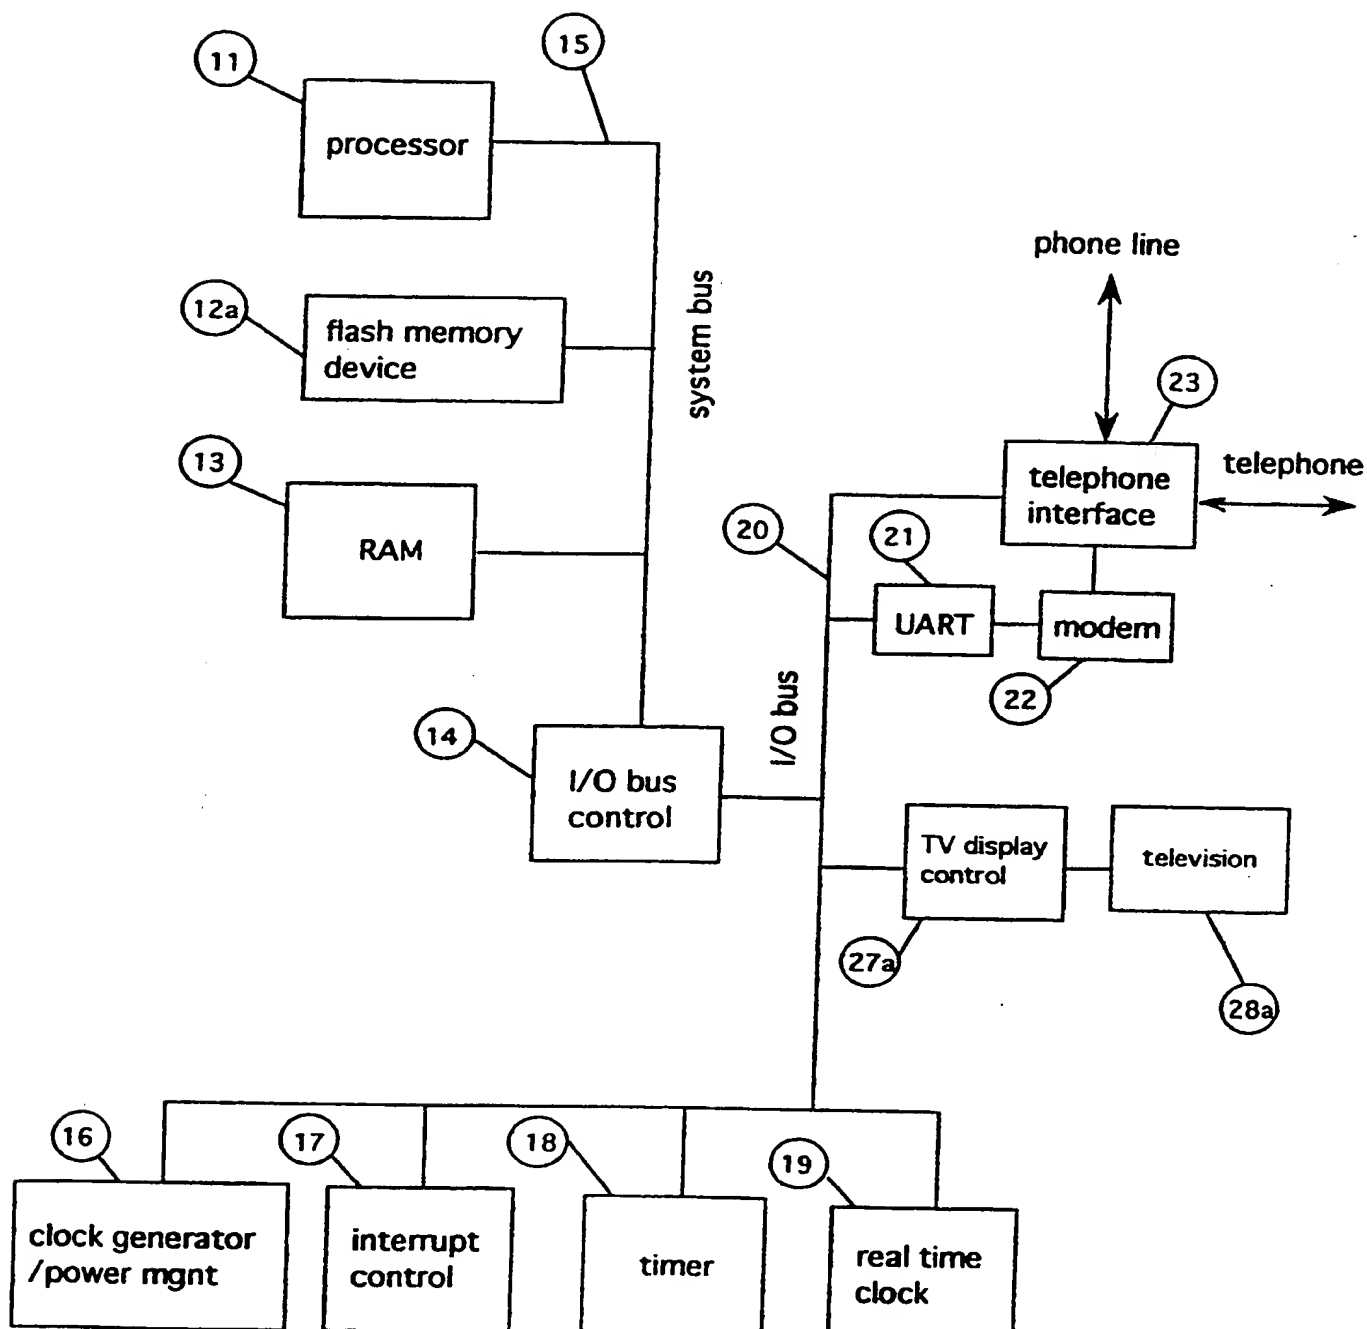 11
15
processor
12a
flash memory
device
system bus
13
RAM
phone line
23
telephone
interface
telephone
20
21
UART
modem
22
I/O bus
14
I/O bus
control
TV display
control
television
27a
28a
16
17
18
19
clock generator
/power mgnt
interrupt
control
timer
real time
clock